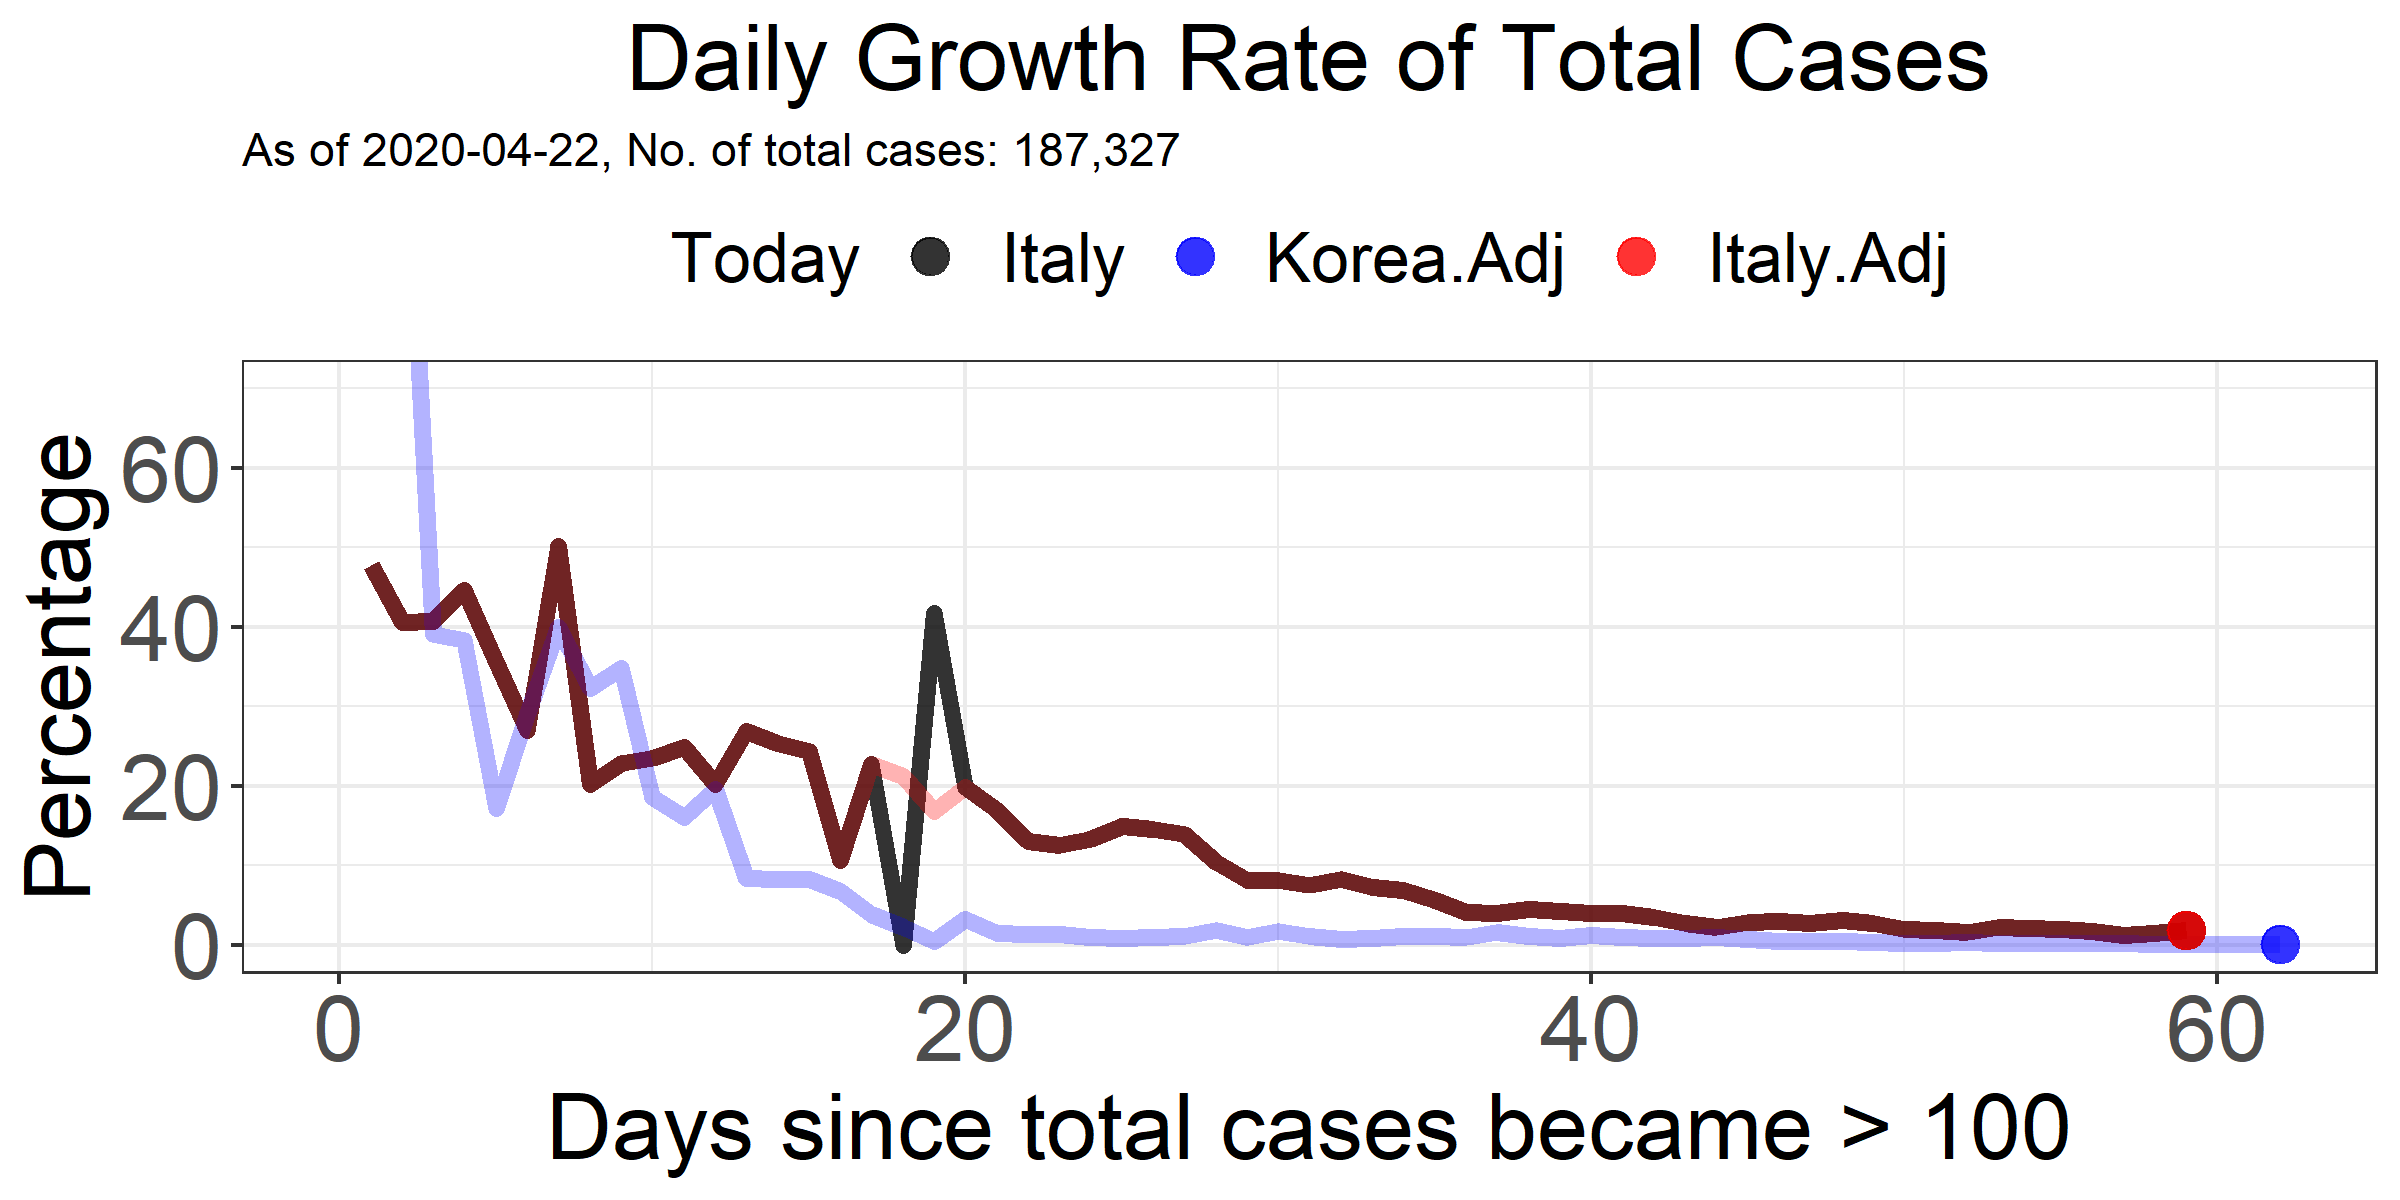 Daily Growth Rate of Total Cases
As of 2020-04-22, No. of total cases: 187,327
Today Italy Korea.Adj Italy.Adj
Percentage
60
40
20
0
0 20 40 60
Days since total cases became > 100